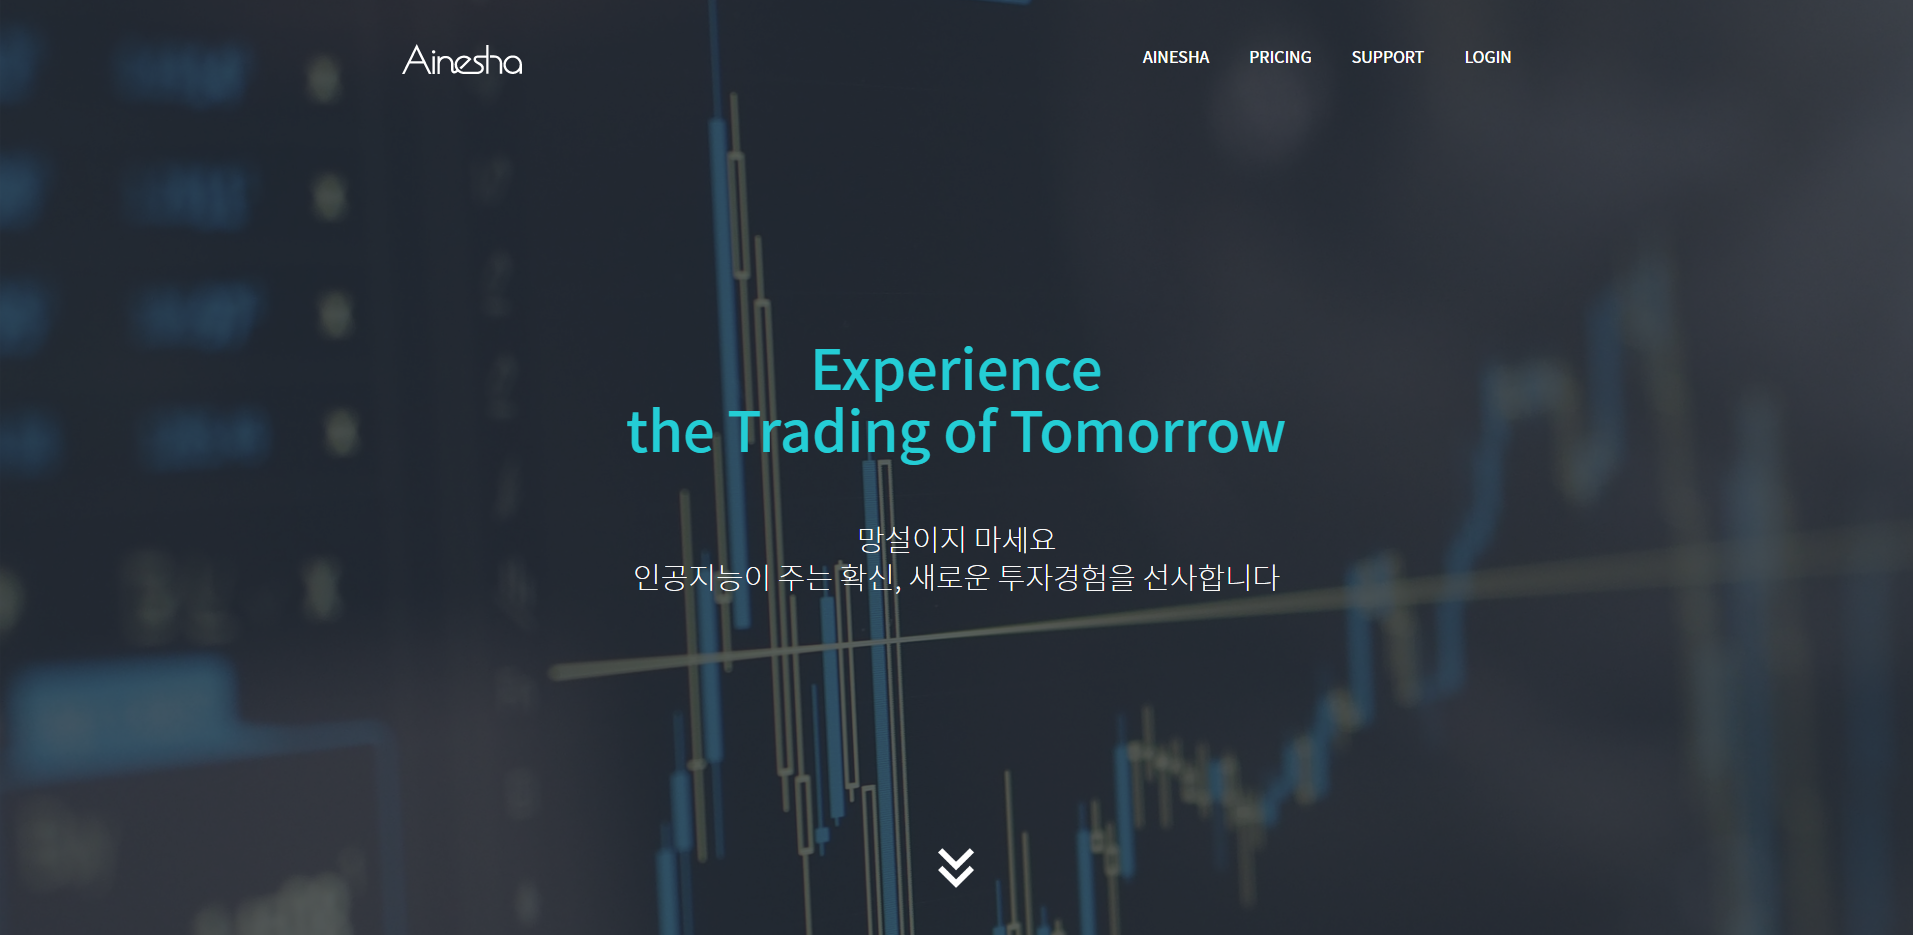 Ainesha
AINESHA PRICING SUPPORT LOGIN
Experience
the Trading of Tomorrow
망설이지 마세요
인공지능이 주는 확신, 새로운 투자경험을 선사합니다